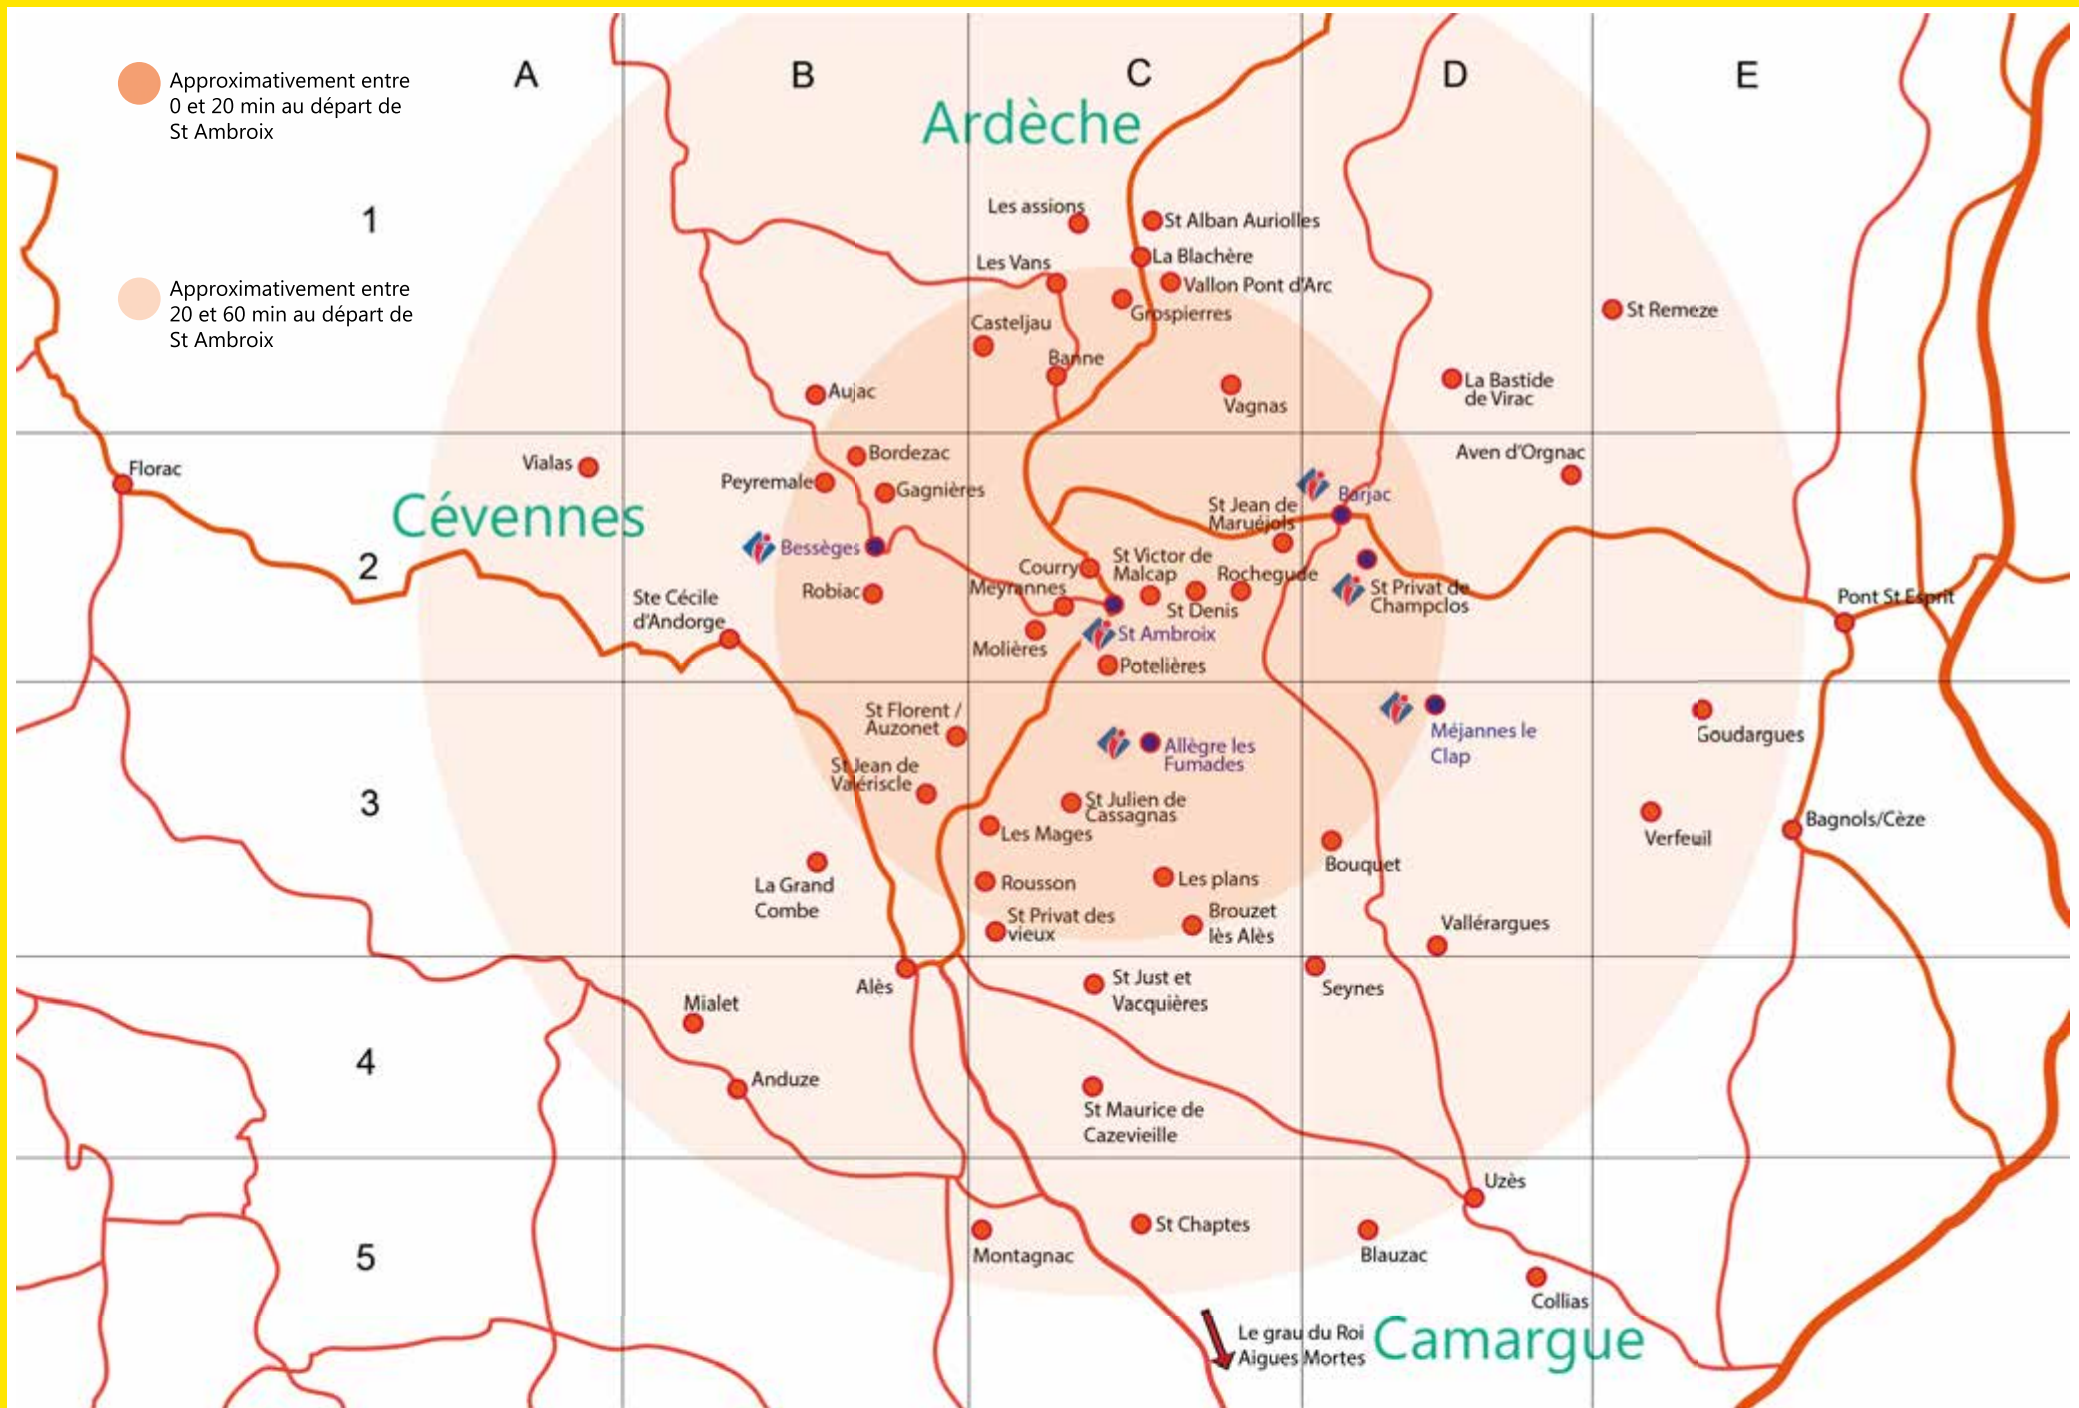 A
B
C
D
E
Approximativement entre
0 et 20 min au départ de
St Ambroix
Ardèche
1
Les assions
St Alban Auriolles
La Blachère
Les Vans
Vallon Pont d'Arc
Approximativement entre
20 et 60 min au départ de
St Ambroix
Grospierres
St Remeze
Casteljau
Banne
Aujac
Vagnas
La Bastide
de Virac
Florac
Vialas
Cévennes
Bordezac
Peyremale
Gagnières
Aven d'Orgnac
Barjac
St Jean de
Maruéjols
2
Bessèges
Courry
St Victor de
Malcap
Rochegude
Meyrannes
Robiac
Ste Cécile
d'Andorge
St Denis
St Privat de
Champclos
Pont St Esprit
St Ambroix
Molières
Potelières
St Florent /
Auzonet
Allègre les
Fumades
Méjannes le
Clap
Goudargues
St Jean de
Valériscle
3
St Julien de
Cassagnas
Les Mages
Bouquet
Verfeuil
Bagnols/Cèze
La Grand
Combe
Rousson
Les plans
St Privat des
vieux
Brouzet
lès Alès
Vallérargues
Alès
St Just et
Vacquières
Seynes
Mialet
4
Anduze
St Maurice de
Cazevieille
Uzès
5
Montagnac
St Chaptes
Blauzac
Collias
Le grau du Roi
Aigues Mortes
Camargue